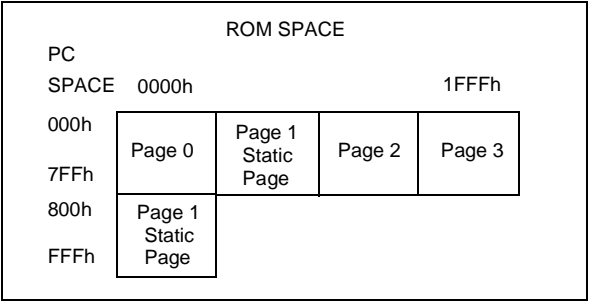 ROM SPACE
PC
SPACE 0000h 1FFFh
000h
Page 0 Page 1 Static Page Page 2 Page 3
7FFh
800h
Page 1
Static
FFFh Page